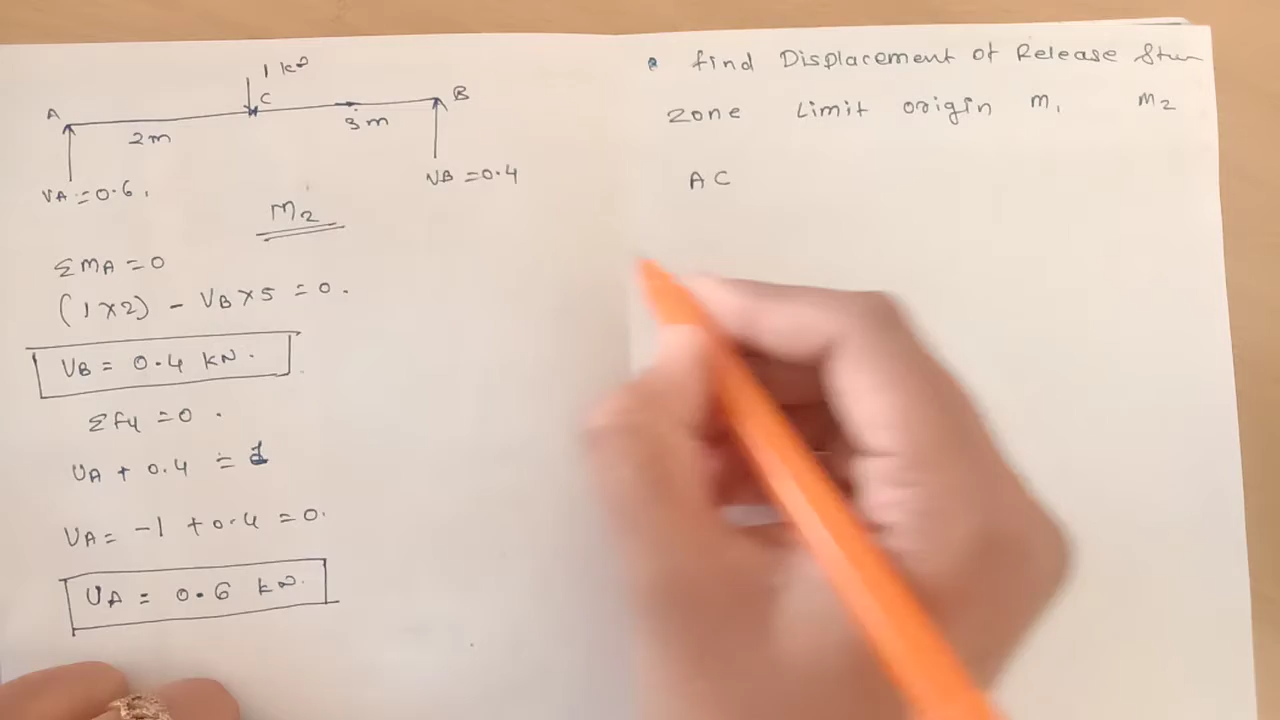 1 kN
C
A
B
2m
3m
VA = 0.6
VB = 0.4
M2
ΣMA = 0
(1×2) - VB×5 = 0.
VB = 0.4 KN.
Σfy = 0.
VA + 0.4 = 1
VA = -1 + 0.4 = 0.
VA = 0.6 kN.
• find Displacement of Release
zone Limit origin m1 M2
AC